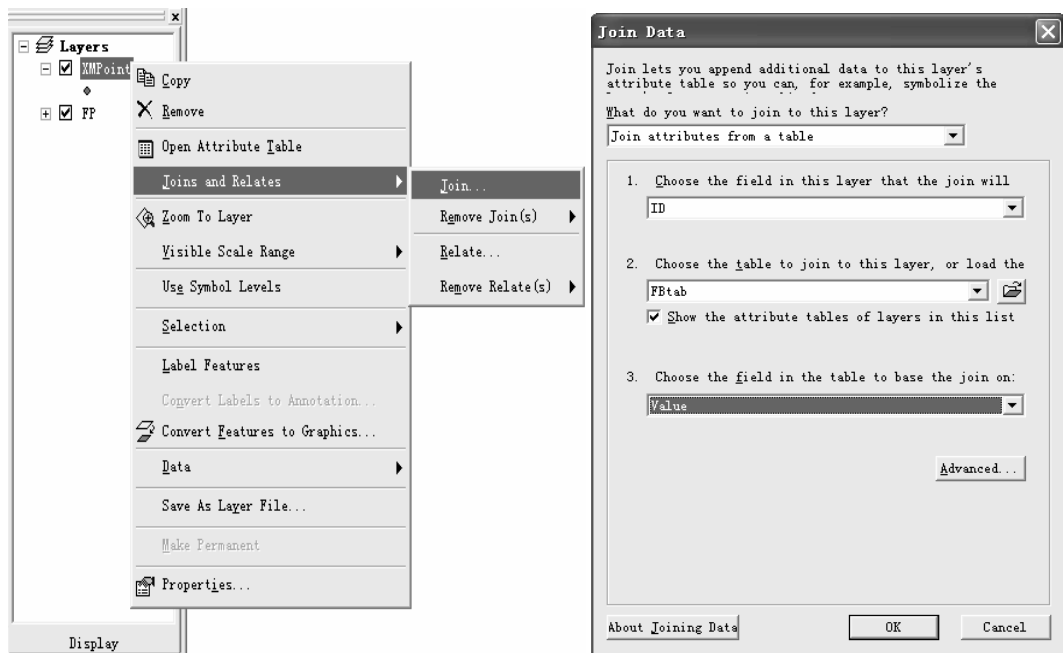 Layers
XMPoint
FP
Copy
Remove
Open Attribute Table
Joins and Relates
Zoom To Layer
Visible Scale Range
Use Symbol Levels
Selection
Label Features
Convert Labels to Annotation...
Convert Features to Graphics...
Data
Save As Layer File...
Make Permanent
Properties...
Display
Join...
Remove Join(s)
Relate...
Remove Relate(s)
Join Data
Join lets you append additional data to this layer's
attribute table so you can, for example, symbolize the
What do you want to join to this layer?
Join attributes from a table
1. Choose the field in this layer that the join will
ID
2. Choose the table to join to this layer, or load the
FBtab
Show the attribute tables of layers in this list
3. Choose the field in the table to base the join on:
Value
Advanced...
About Joining Data
OK
Cancel